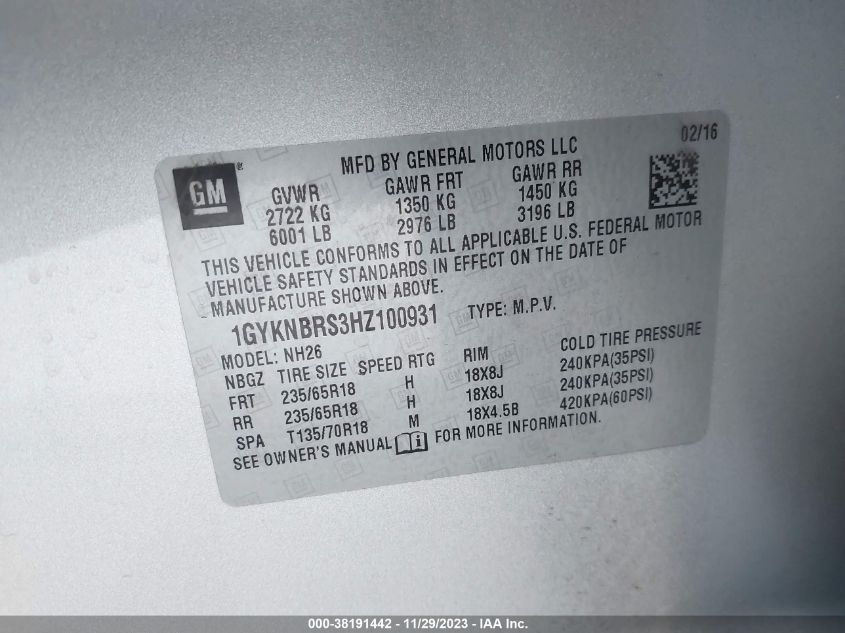 02/16
MFD BY GENERAL MOTORS LLC
GM ®
GVWR GAWR FRT GAWR RR
2722 KG 1350 KG 1450 KG
6001 LB 2976 LB 3196 LB
THIS VEHICLE CONFORMS TO ALL APPLICABLE U.S. FEDERAL MOTOR
VEHICLE SAFETY STANDARDS IN EFFECT ON THE DATE OF
MANUFACTURE SHOWN ABOVE.
1GYKNBRS3HZ100931 TYPE: M.P.V.
MODEL: NH26
NBGZ TIRE SIZE SPEED RTG RIM COLD TIRE PRESSURE
FRT 235/65R18 H 18X8J 240KPA(35PSI)
RR 235/65R18 H 18X8J 240KPA(35PSI)
SPA T135/70R18 M 18X4.5B 420KPA(60PSI)
SEE OWNER'S MANUAL FOR MORE INFORMATION.
000-38191442 - 11/29/2023 - IAA Inc.